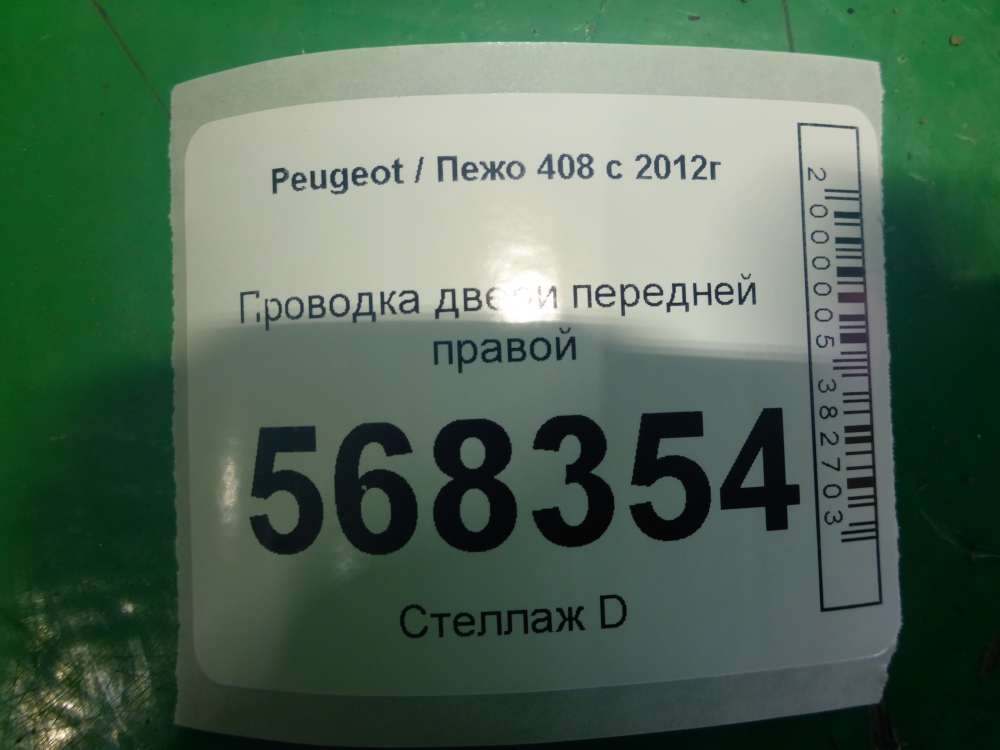 Peugeot / Пежо 408 с 2012г
Проводка двери передней
правой
568354
Стеллаж D
2000005382703